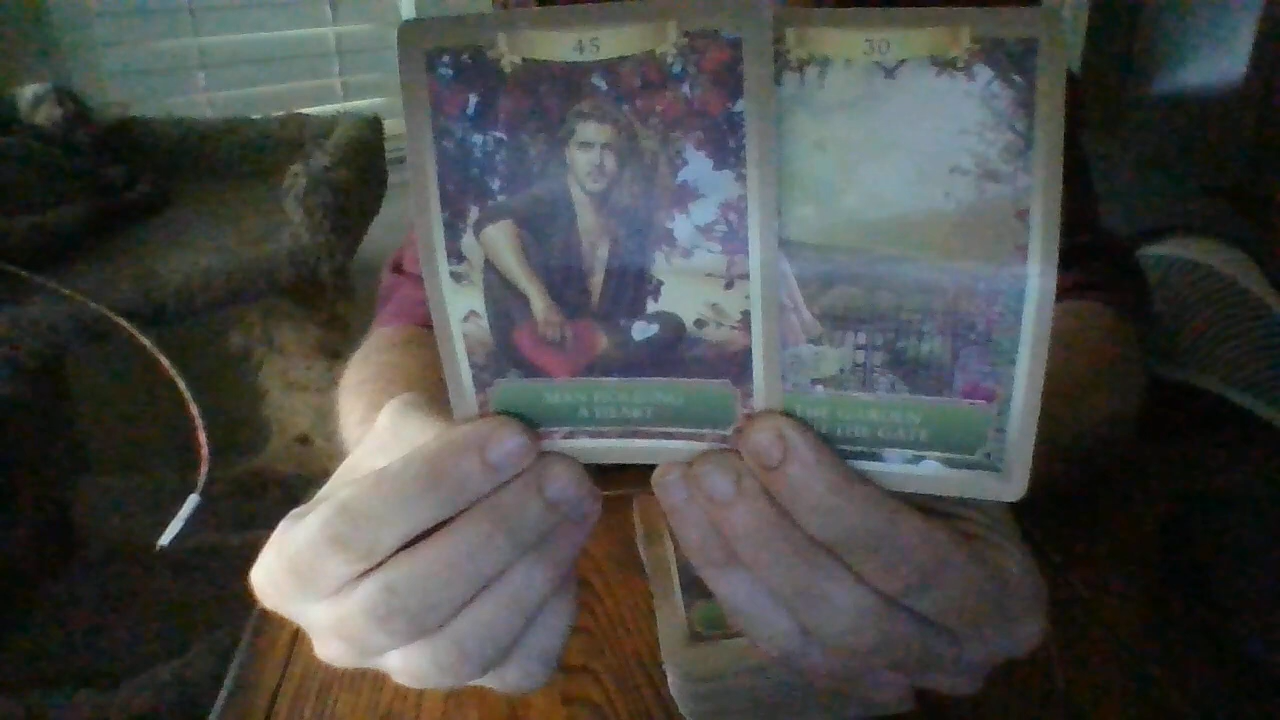 45
MAN HOLDING
A HEART
30
THE GARDEN
THE GATE